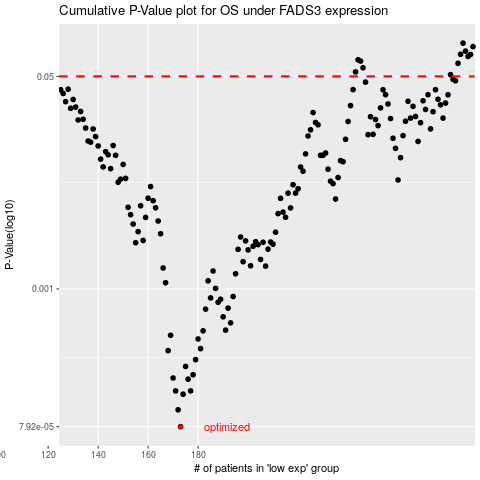 Cumulative P-Value plot for OS under FADS3 expression
P-Value(log10)
0.05
0.001
7.92e-05
optimized
120 140 160 180
# of patients in 'low exp' group